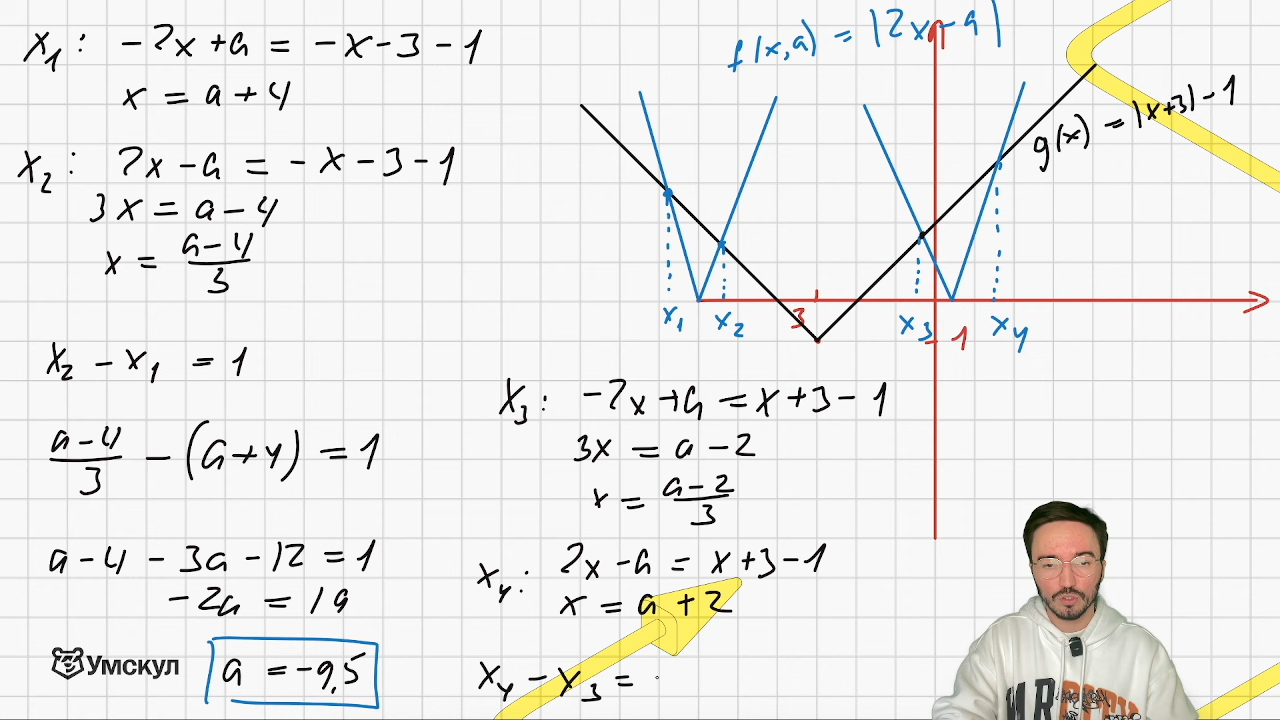 x₁: -2x + a = -x - 3 - 1
x = a + 4
x₂: 2x - a = -x - 3 - 1
3x = a - 4
x = (a - 4)/3
x₂ - x₁ = 1
(a - 4)/3 - (a + 4) = 1
a - 4 - 3a - 12 = 1
-2a = 19
a = -9,5
Умскул
f(x,a) = |2x - a|
g(x) = |x+3| - 1
x₁ x₂ 3 x₃ -1 x₄
x₃: -2x + a = x + 3 - 1
3x = a - 2
x = (a - 2)/3
x₄: 2x - a = x + 3 - 1
x = a + 2
x₄ - x₃ =